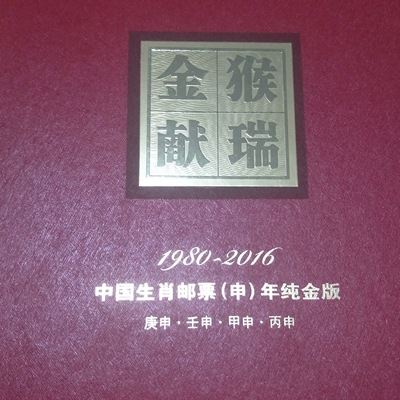 金猴
献瑞
1980-2016
中国生肖邮票(申)年纯金版
庚申·壬申·甲申·丙申